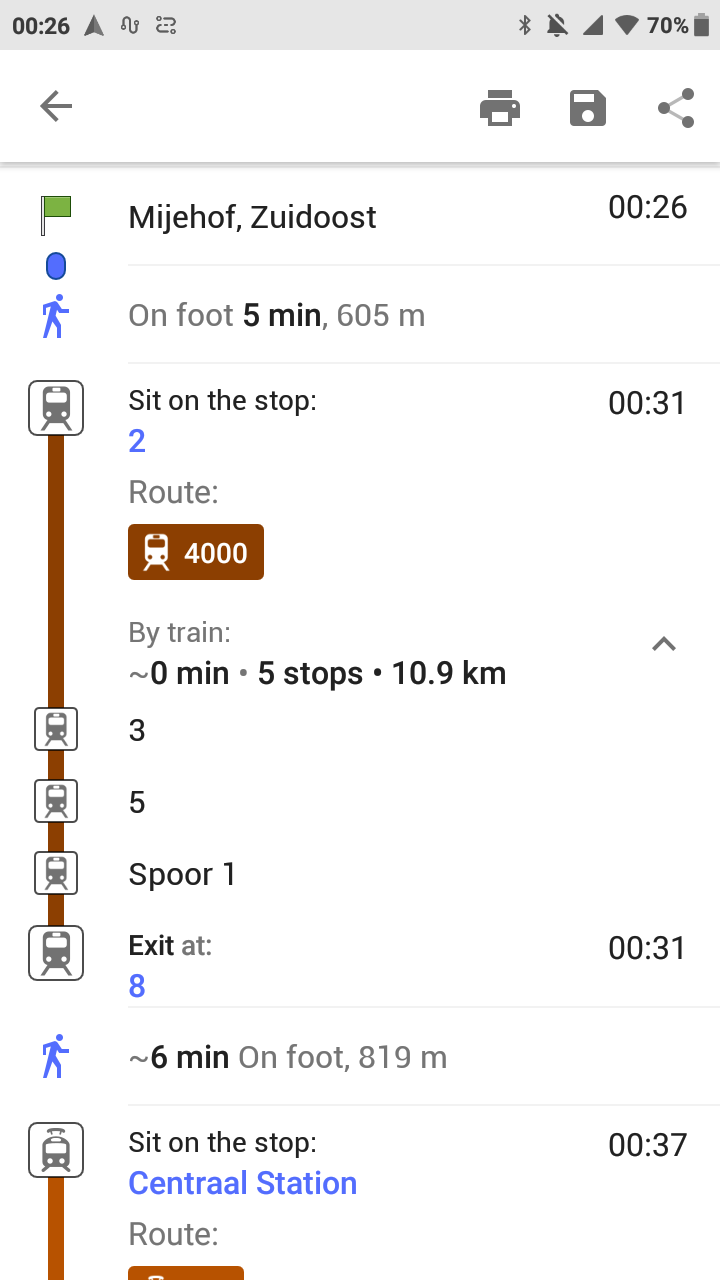 00:26
70%
Mijehof, Zuidoost
00:26
On foot 5 min, 605 m
Sit on the stop:
00:31
2
Route:
4000
By train:
~0 min • 5 stops • 10.9 km
3
5
Spoor 1
Exit at:
00:31
8
~6 min On foot, 819 m
Sit on the stop:
00:37
Centraal Station
Route: